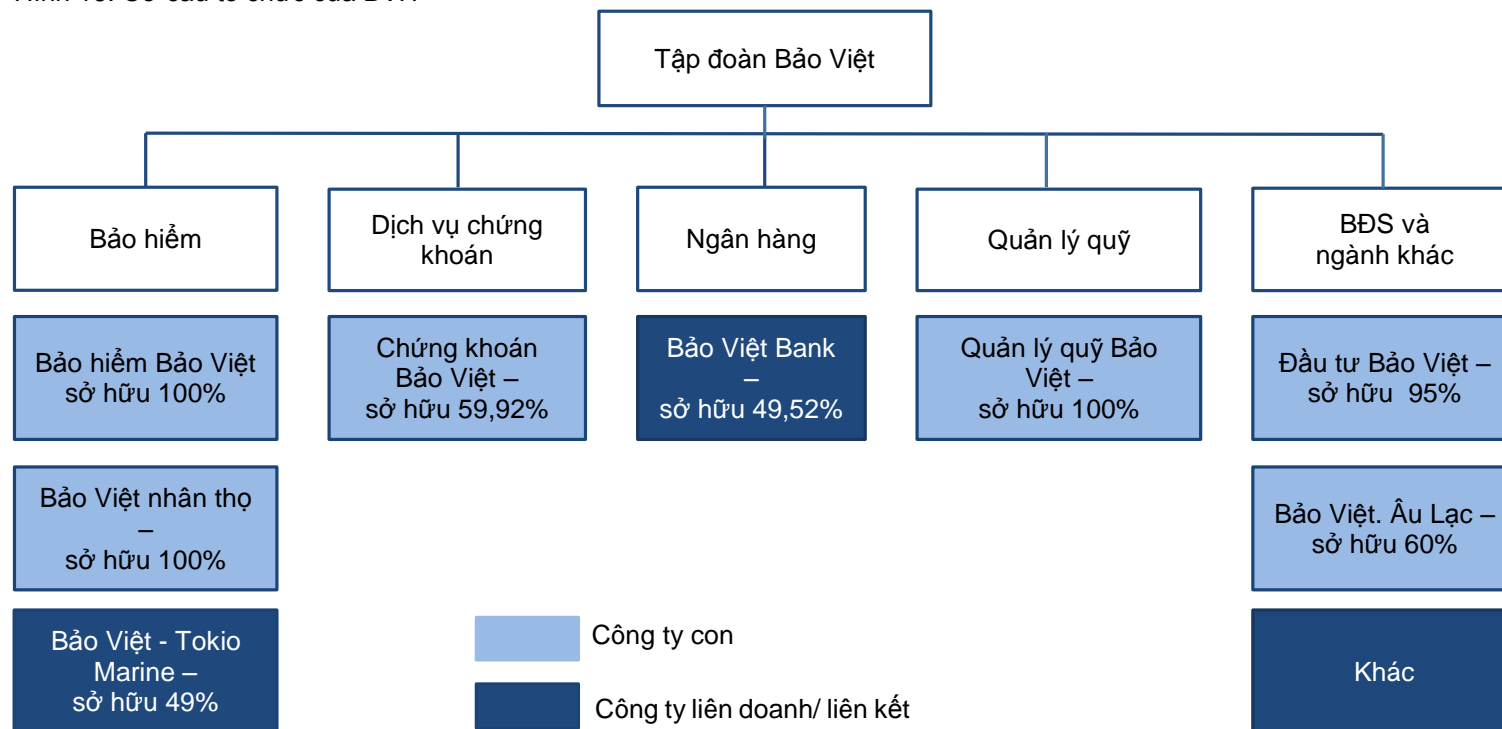 Tập đoàn Bảo Việt
Bảo hiểm
Dịch vụ chứng
khoán
Ngân hàng
Quản lý quỹ
BĐS và
ngành khác
Bảo hiểm Bảo Việt
sở hữu 100%
Chứng khoán
Bảo Việt –
sở hữu 59,92%
Bảo Việt Bank
–
sở hữu 49,52%
Quản lý quỹ Bảo
Việt –
sở hữu 100%
Đầu tư Bảo Việt –
sở hữu 95%
Bảo Việt nhân thọ
–
sở hữu 100%
Bảo Việt. Âu Lạc –
sở hữu 60%
Bảo Việt - Tokio
Marine –
sở hữu 49%
Khác
Công ty con
Công ty liên doanh/ liên kết